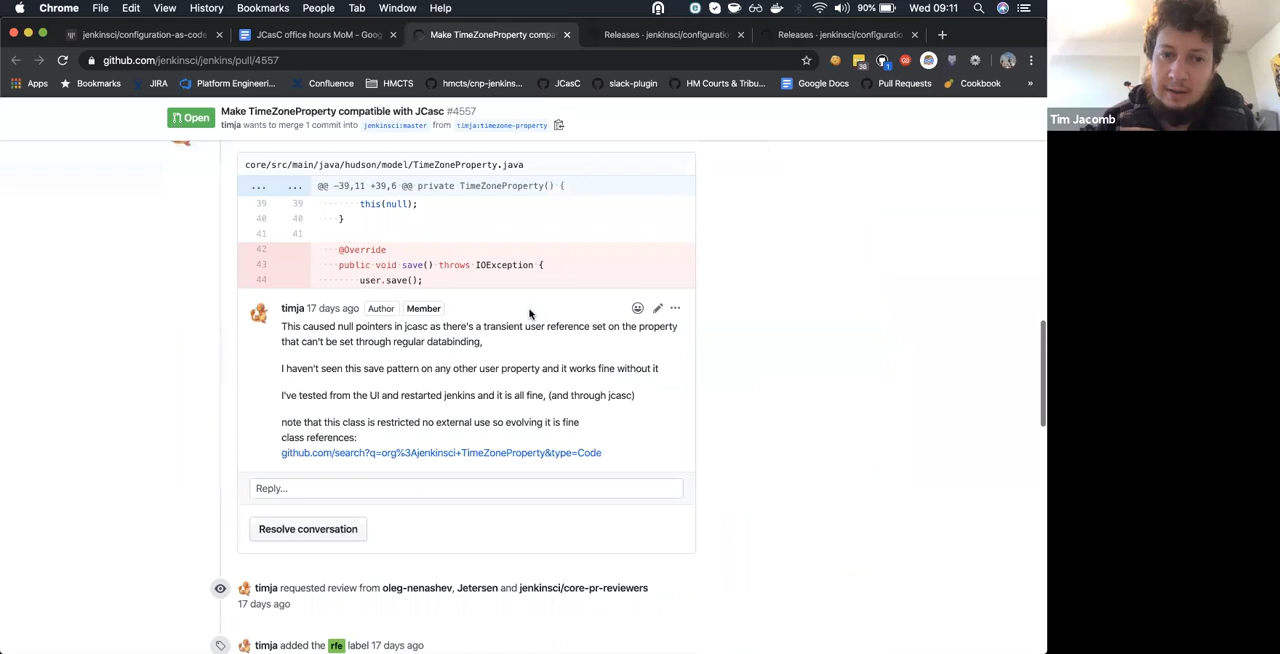 Chrome File Edit View History Bookmarks People Tab Window Help 90% Wed 09:11
jenkinsci/configuration-as-code JCasC office hours MoM - Goog Make TimeZoneProperty compa Releases · jenkinsci/configuratio Releases · jenkinsci/configuratio
github.com/jenkinsci/jenkins/pull/4557
Apps Bookmarks JIRA Platform Engineeri... Confluence HMCTS hmcts/cnp-jenkins... JCasC slack-plugin HM Courts & Tribu... Google Docs Pull Requests Cookbook »
Open Make TimeZoneProperty compatible with JCasc #4557
timja wants to merge 1 commit into jenkinsci:master from timja:timezone-property
Tim Jacomb
core/src/main/java/hudson/model/TimeZoneProperty.java
... ... @@ -39,11 +39,6 @@ private TimeZoneProperty() {
39 39 this(null);
40 40 }
41 41
42 @Override
43 public void save() throws IOException {
44 user.save();
timja 17 days ago Author Member
This caused null pointers in jcasc as there's a transient user reference set on the property
that can't be set through regular databinding,
I haven't seen this save pattern on any other user property and it works fine without it
I've tested from the UI and restarted jenkins and it is all fine, (and through jcasc)
note that this class is restricted no external use so evolving it is fine
class references:
github.com/search?q=org%3Ajenkinsci+TimeZoneProperty&type=Code
Reply...
Resolve conversation
timja requested review from oleg-nenashev, Jetersen and jenkinsci/core-pr-reviewers
17 days ago
timja added the rfe label 17 days ago